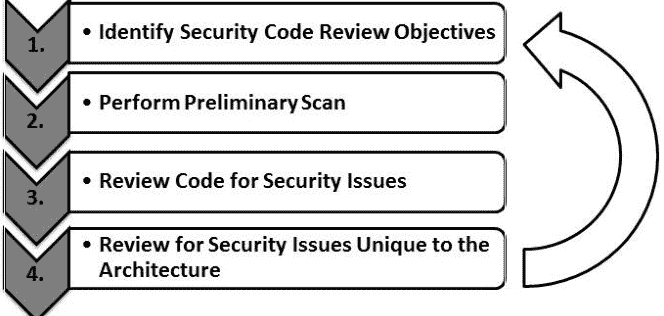 1.
• Identify Security Code Review Objectives
2.
• Perform Preliminary Scan
3.
• Review Code for Security Issues
4.
• Review for Security Issues Unique to the
Architecture